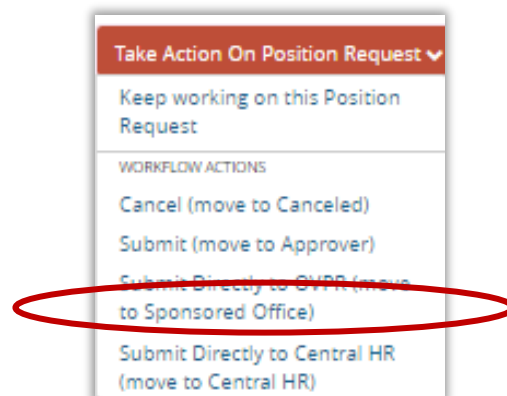 Take Action On Position Request
Keep working on this Position
Request
WORKFLOW ACTIONS
Cancel (move to Canceled)
Submit (move to Approver)
Submit Directly to OVPR (move
to Sponsored Office)
Submit Directly to Central HR
(move to Central HR)